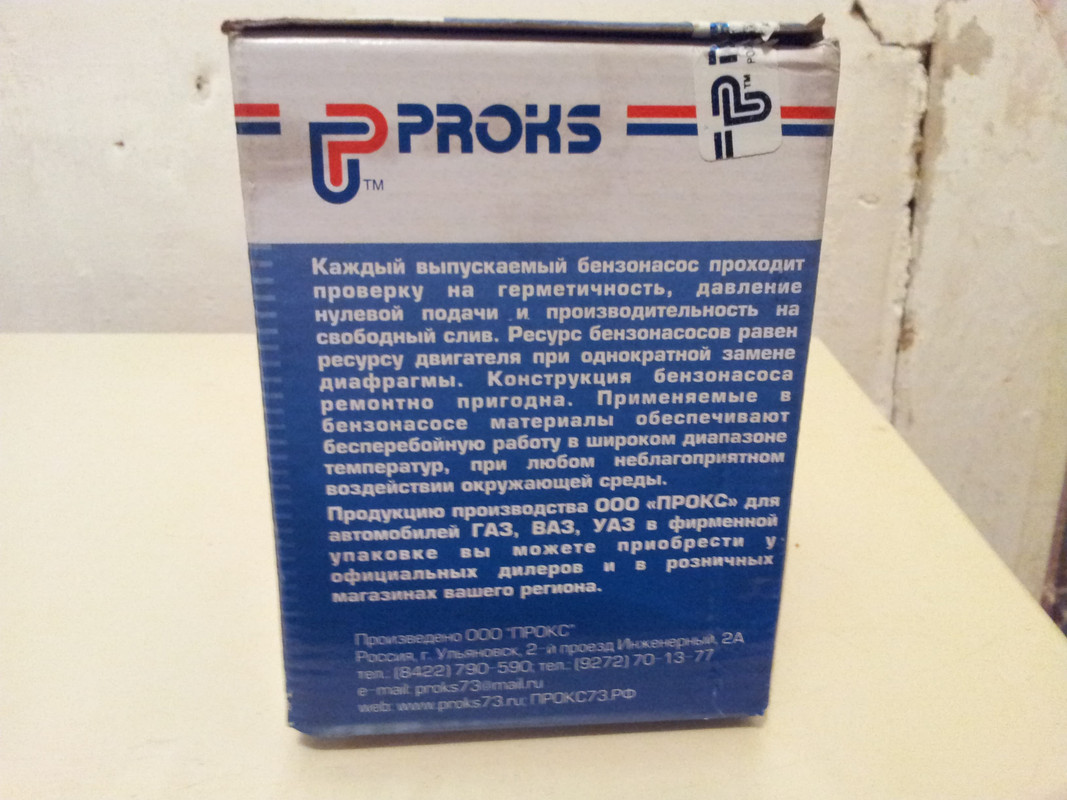 PROKS
TM
TM
Каждый выпускаемый бензонасос проходит
проверку на герметичность, давление
нулевой подачи и производительность на
свободный слив. Ресурс бензонасосов равен
ресурсу двигателя при однократной замене
диафрагмы. Конструкция бензонасоса
ремонтно пригодна. Применяемые в
бензонасосе материалы обеспечивают
бесперебойную работу в широком диапазоне
температур, при любом неблагоприятном
воздействии окружающей среды.
Продукцию производства ООО «ПРОКС» для
автомобилей ГАЗ, ВАЗ, УАЗ в фирменной
упаковке вы можете приобрести у
официальных дилеров и в розничных
магазинах вашего региона.
Произведено ООО "ПРОКС"
Россия, г. Ульяновск, 2-й проезд Инженерный, 2А
тел.: (8422) 790-590; тел.: (9272) 70-13-77
e-mail: proks73@mail.ru
web: www.proks73.ru; ПРОКС73.РФ